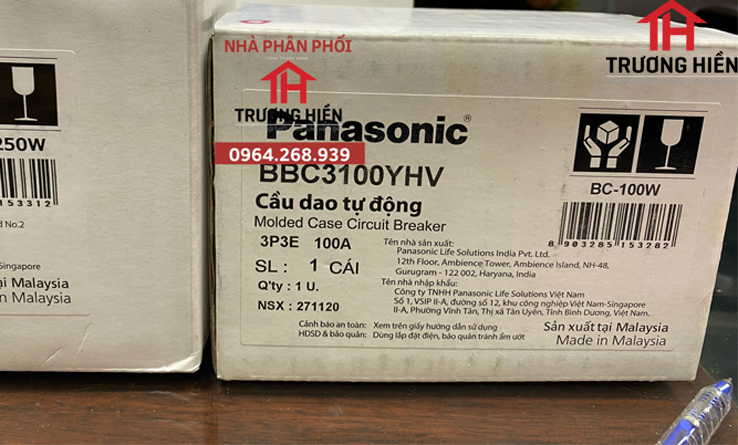 NHÀ PHÂN PHỐI
TRƯƠNG HIỀN
0964.268.939
TRƯƠNG HIỀN
Panasonic®
BBC3100YHV
Cầu dao tự động
Molded Case Circuit Breaker
3P3E 100A
SL : 1 CÁI
Q'ty : 1 U.
NSX : 271120
Tên nhà sản xuất:
Panasonic Life Solutions India Pvt. Ltd.
12th Floor, Ambience Tower, Ambience Island, NH-48,
Gurugram - 122 002, Haryana, India
Tên nhà nhập khẩu:
Công ty TNHH Panasonic Life Solutions Việt Nam
Số 1, VSIP II-A, đường số 12, khu công nghiệp Việt Nam-Singapore
II-A, Phường Vĩnh Tân, Thị xã Tân Uyên, Tỉnh Bình Dương, Việt Nam.
Cảnh báo an toàn: Xem trên giấy hướng dẫn sử dụng
HDSD & bảo quản: Dùng lắp đặt điện, bảo quản tránh ẩm ướt
BC-100W
8 903285 153282
Sản xuất tại Malaysia
Made in Malaysia
250W
153312
No.2
Singapore
tại Malaysia
in Malaysia